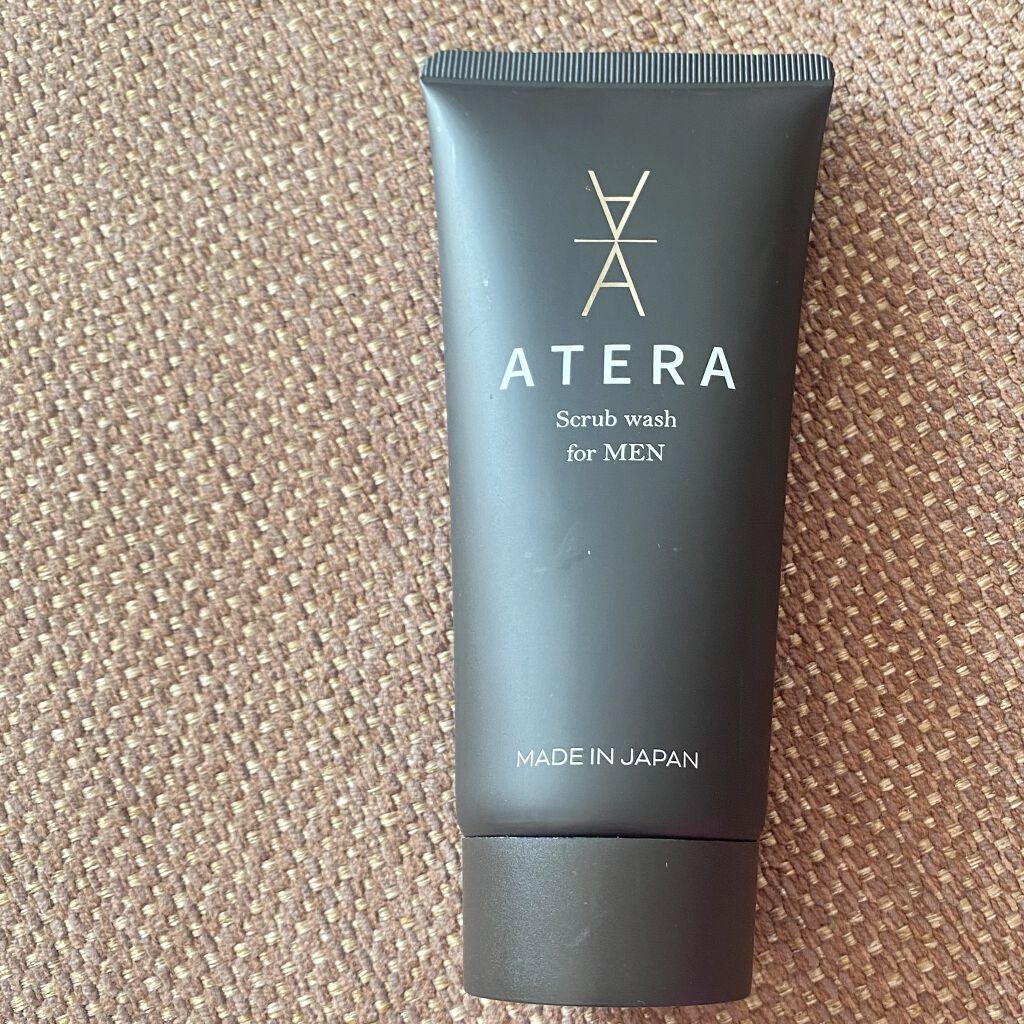 ATERA
Scrub wash
for MEN
MADE IN JAPAN